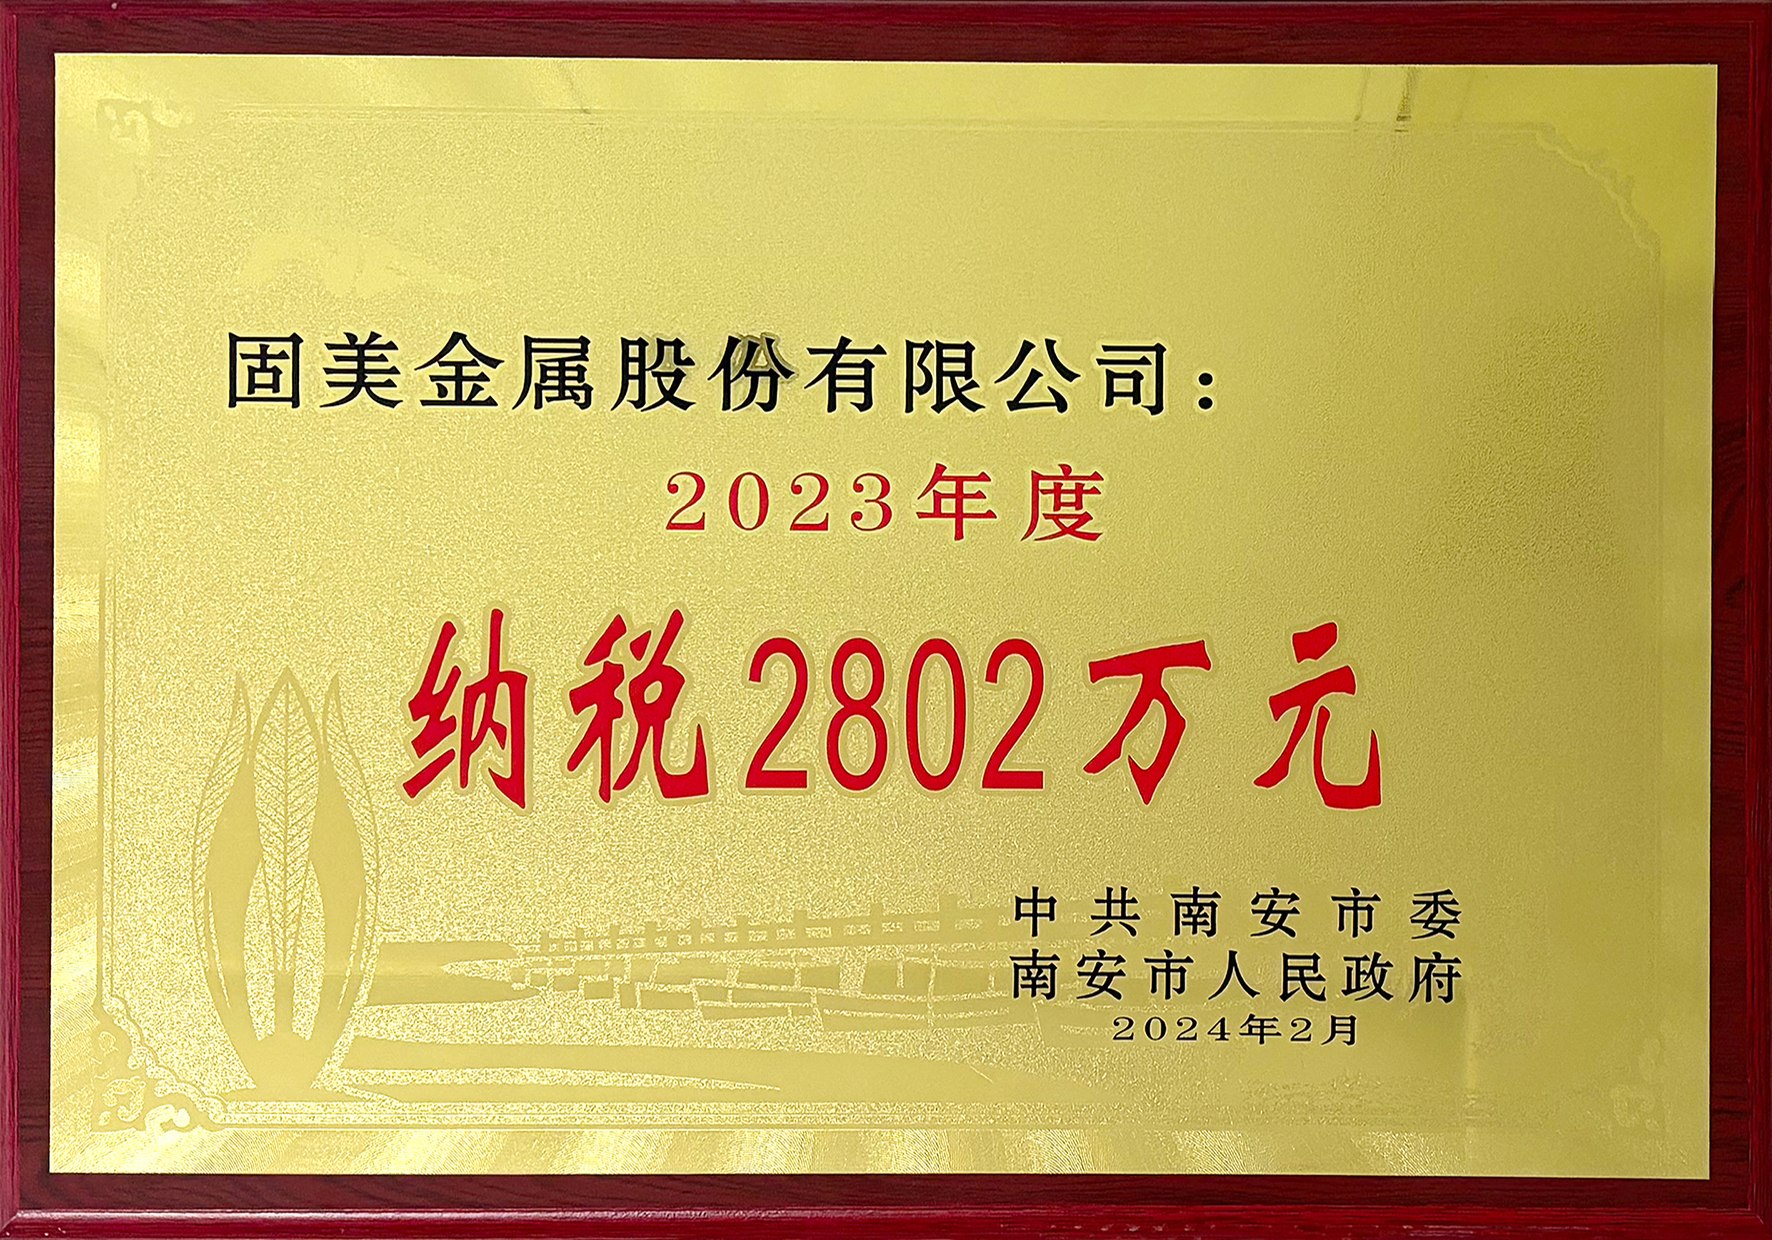 固美金属股份有限公司：
2023年度
纳税2802万元
中共南安市委
南安市人民政府
2024年2月